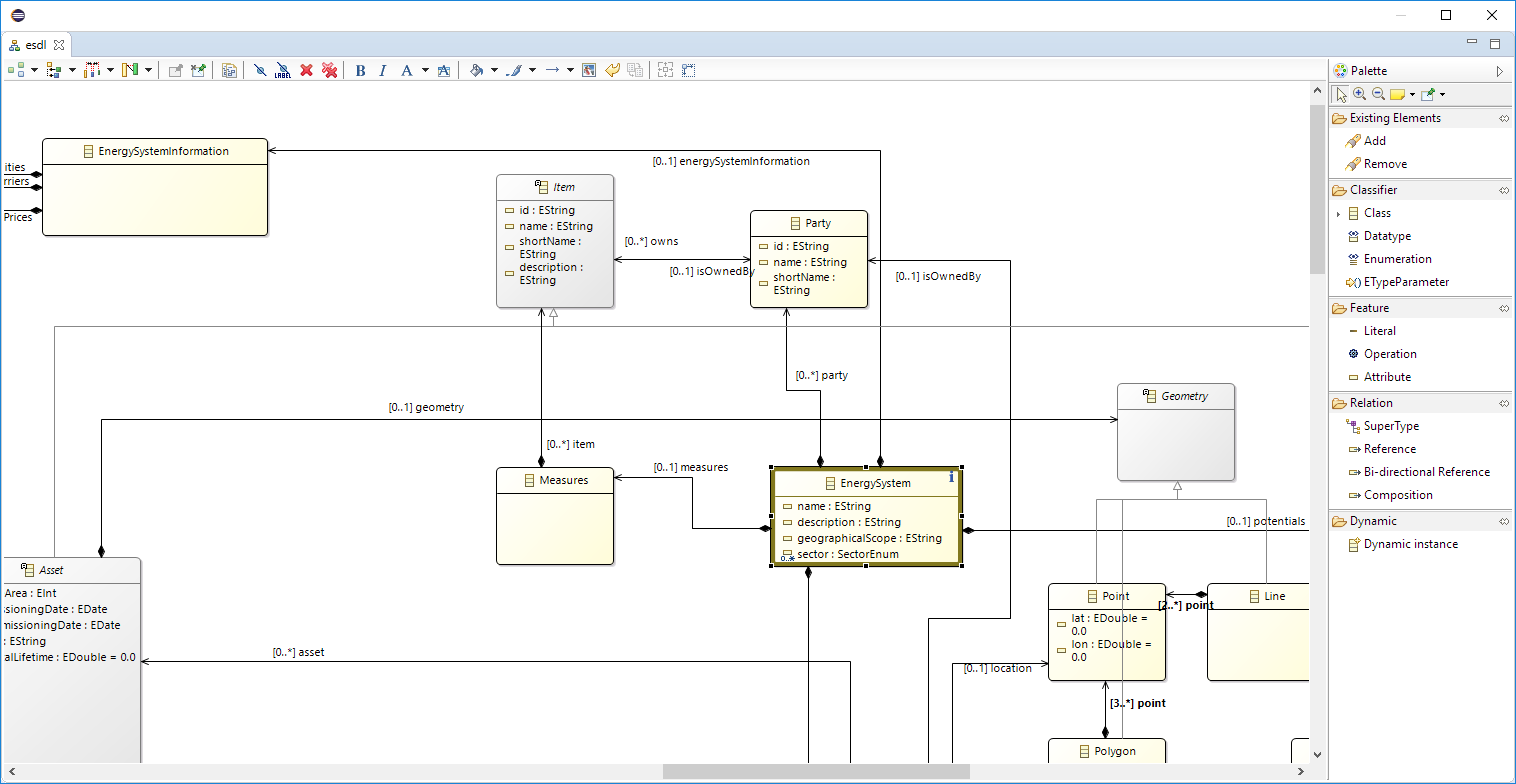 esdl
LABEL
B I A A
Palette
Existing Elements
Add
Remove
Classifier
Class
Datatype
Enumeration
ETypeParameter
Feature
Literal
Operation
Attribute
Relation
SuperType
Reference
Bi-directional Reference
Composition
Dynamic
Dynamic instance
EnergySystemInformation
ities
rriers
Prices
[0..1] energySystemInformation
Item
id : EString
name : EString
shortName :
EString
description :
EString
[0..*] owns
[0..1] isOwnedBy
Party
id : EString
name : EString
shortName :
EString
[0..1] isOwnedBy
[0..*] party
[0..1] geometry
Geometry
[0..*] item
[0..1] measures
Measures
EnergySystem
name : EString
description : EString
geographicalScope : EString
sector : SectorEnum
0..*
[0..1] potentials
Asset
Area : EInt
sioningDate : EDate
missioningDate : EDate
: EString
alLifetime : EDouble = 0.0
[0..*] asset
[0..1] location
Point
lat : EDouble =
0.0
lon : EDouble =
0.0
[2..*] point
Line
[3..*] point
Polygon